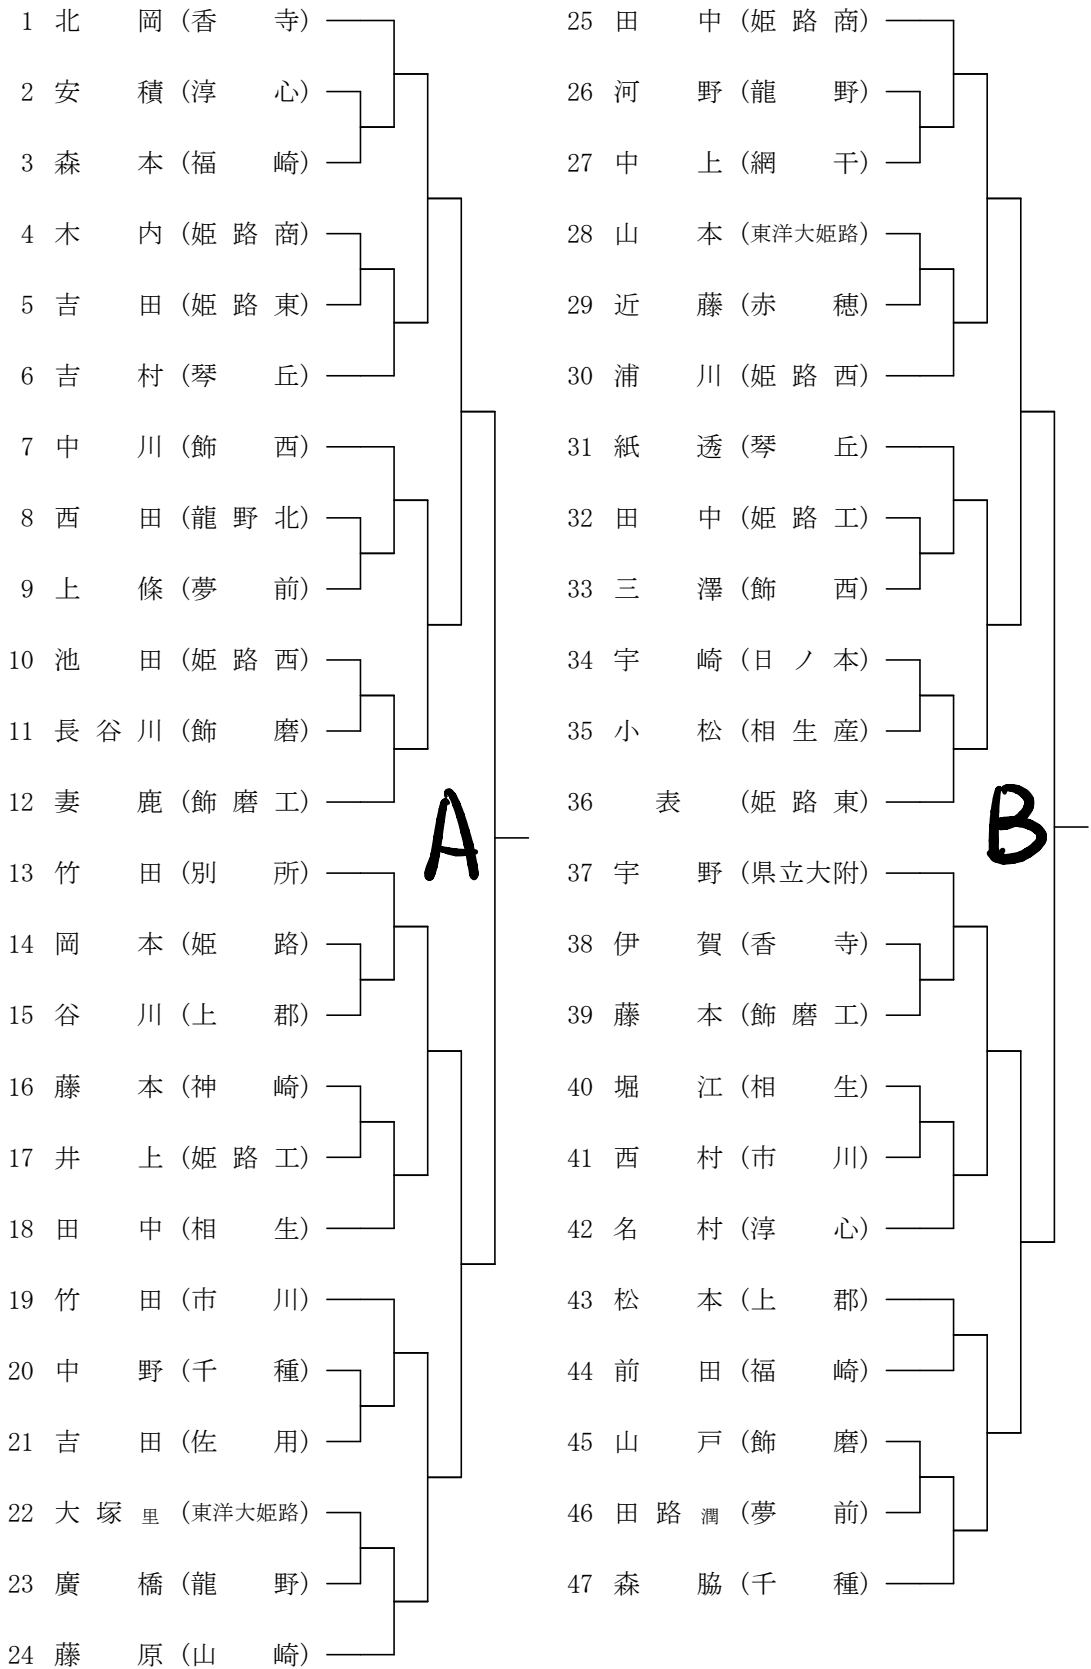 1 北岡 (香寺)
2 安積 (淳心)
3 森本 (福崎)
4 木内 (姫路商)
5 吉田 (姫路東)
6 吉村 (琴丘)
7 中川 (飾西)
8 西田 (龍野北)
9 上條 (夢前)
10 池田 (姫路西)
11 長谷川 (飾磨)
12 妻鹿 (飾磨工)
A
13 竹田 (別所)
14 岡本 (姫路)
15 谷川 (上郡)
16 藤本 (神崎)
17 井上 (姫路工)
18 田中 (相生)
19 竹田 (市川)
20 中野 (千種)
21 吉田 (佐用)
22 大塚里 (東洋大姫路)
23 廣橋 (龍野)
24 藤原 (山崎)
25 田中 (姫路商)
26 河野 (龍野)
27 中上 (網干)
28 山本 (東洋大姫路)
29 近藤 (赤穂)
30 浦川 (姫路西)
31 紙透 (琴丘)
32 田中 (姫路工)
33 三澤 (飾西)
34 宇崎 (日ノ本)
35 小松 (相生産)
36 表 (姫路東)
B
37 宇野 (県立大附)
38 伊賀 (香寺)
39 藤本 (飾磨工)
40 堀江 (相生)
41 西村 (市川)
42 名村 (淳心)
43 松本 (上郡)
44 前田 (福崎)
45 山戸 (飾磨)
46 田路潤 (夢前)
47 森脇 (千種)